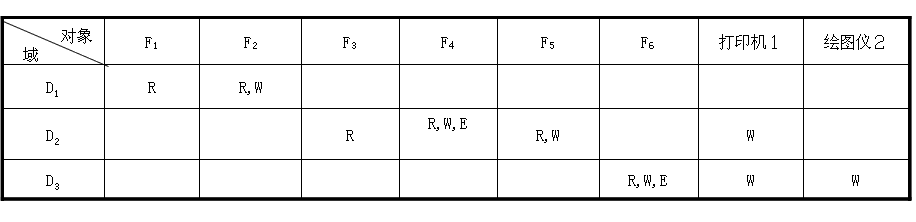 对象 域 F₁ F₂ F₃ F₄ F₅ F₆ 打印机1 绘图仪2
D₁ R R,W
D₂ R R,W,E R,W W
D₃ R,W,E W W